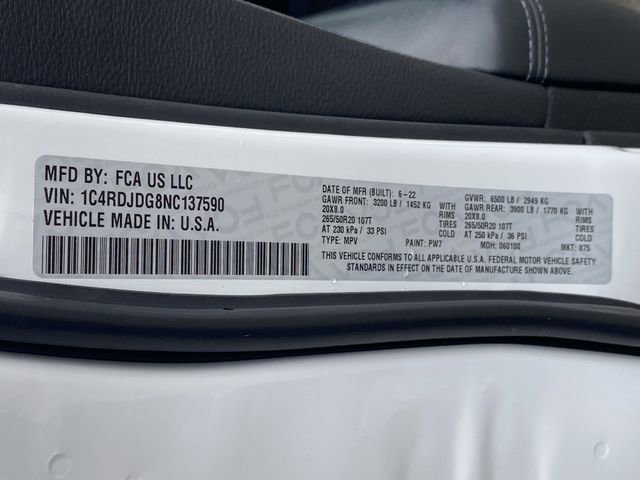 MFD BY: FCA US LLC
VIN: 1C4RDJDG8NC137590
VEHICLE MADE IN: U.S.A.
DATE OF MFR (BUILT): 6-22 GVWR: 6500 LB / 2949 KG
GAWR FRONT: 3200 LB / 1452 KG GAWR REAR: 3900 LB / 1770 KG
20X8.0 RIMS 20X8.0 RIMS
265/50R20 107T TIRES 265/50R20 107T TIRES
AT 230 kPa / 33 PSI COLD AT 250 kPa / 36 PSI COLD
TYPE: MPV PAINT: PW7 MDH: 060100 MKT: 875
THIS VEHICLE CONFORMS TO ALL APPLICABLE U.S.A. FEDERAL MOTOR VEHICLE SAFETY
STANDARDS IN EFFECT ON THE DATE OF MANUFACTURE SHOWN ABOVE.